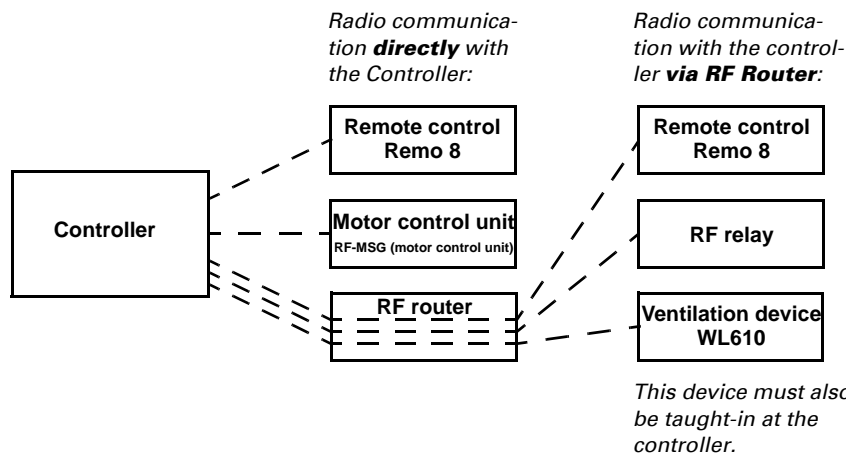 Radio communica-
tion directly with
the Controller:
Radio communica-
tion with the control-
ler via RF Router:
Controller
Remote control
Remo 8
Motor control unit
RF-MSG (motor control unit)
RF router
Remote control
Remo 8
RF relay
Ventilation device
WL610
This device must also
be taught-in at the
controller.